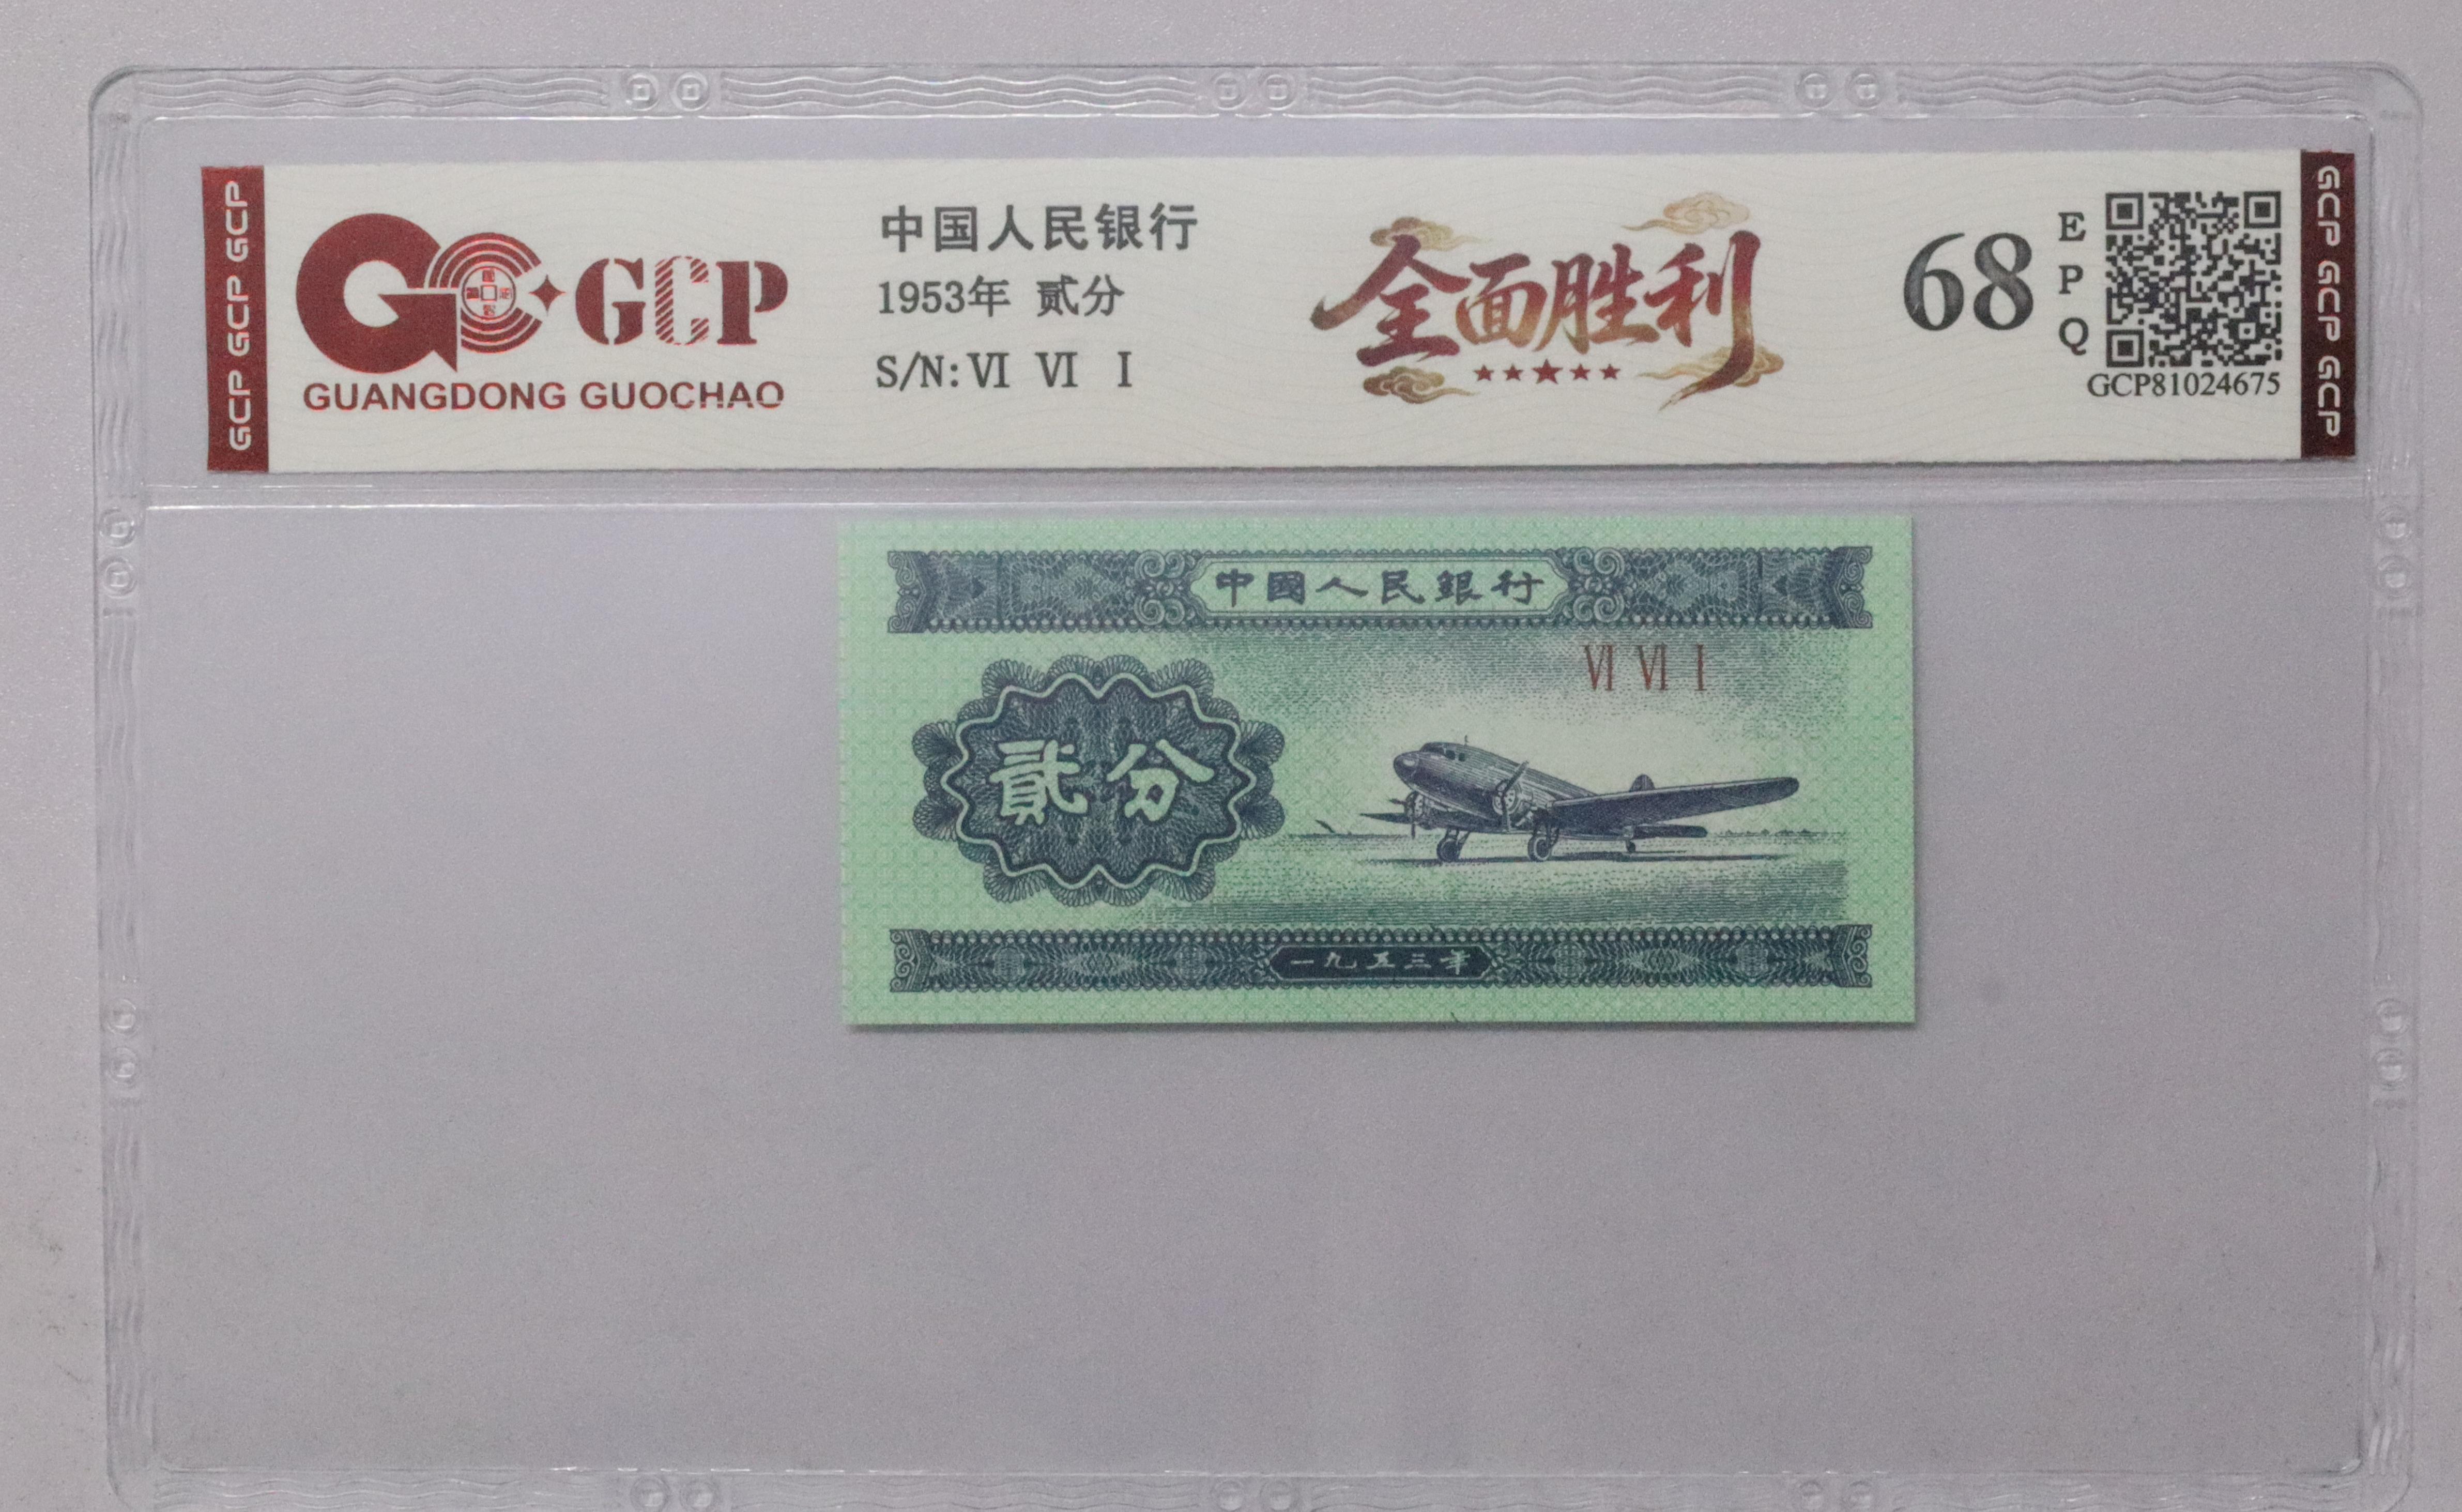 GCP GCP GCP
GCP
GUANGDONG GUOCHAO
中国人民银行
1953年 贰分
S/N: VI VI I
全面胜利
68
EPQ
GCP81024675
GCP GCP GCP
中國人民銀行
VI VI I
貳分
一九五三年